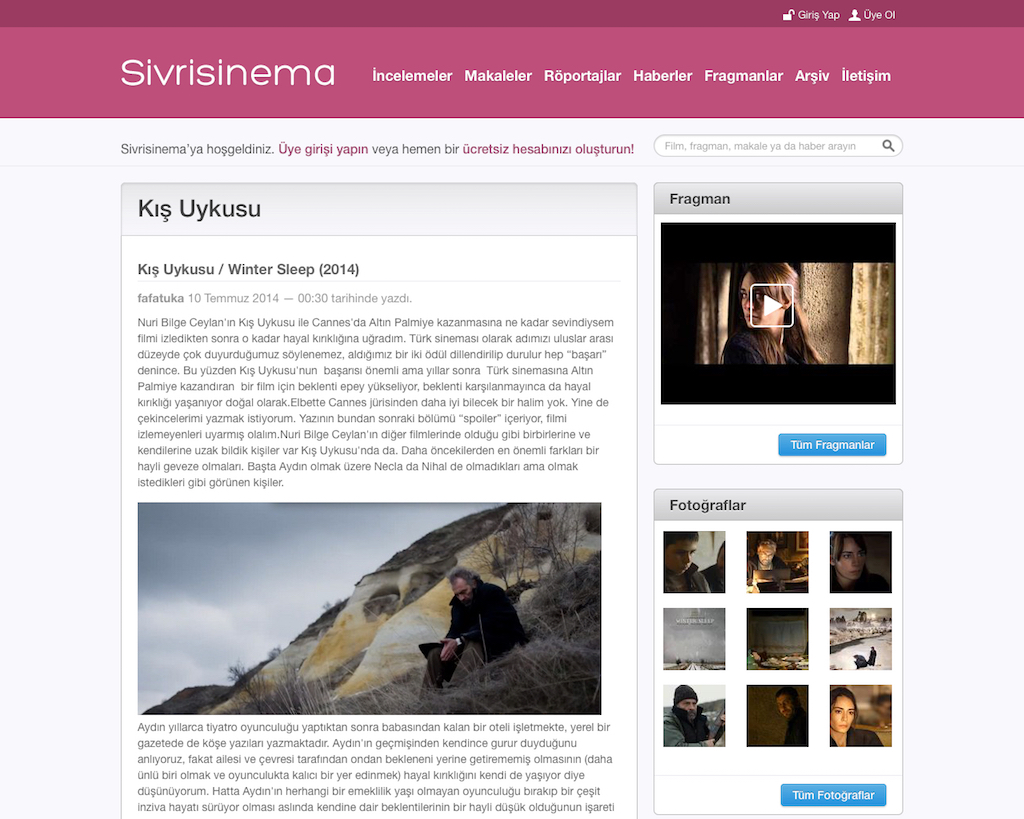 Giriş Yap Üye Ol
Sivrisinema
İncelemeler Makaleler Röportajlar Haberler Fragmanlar Arşiv İletişim
Sivrisinema'ya hoşgeldiniz. Üye girişi yapın veya hemen bir ücretsiz hesabınızı oluşturun!
Film, fragman, makale ya da haber arayın
Kış Uykusu
Kış Uykusu / Winter Sleep (2014)
fafatuka 10 Temmuz 2014 — 00:30 tarihinde yazdı.
Nuri Bilge Ceylan'ın Kış Uykusu ile Cannes'da Altın Palmiye kazanmasına ne kadar sevindiysem
filmi izledikten sonra o kadar hayal kırıklığına uğradım. Türk sineması olarak adımızı uluslar arası
düzeyde çok duyurduğumuz söylenemez, aldığımız bir iki ödül dillendirilip durulur hep “başarı”
denince. Bu yüzden Kış Uykusu'nun  başarısı önemli ama yıllar sonra  Türk sinemasına Altın
Palmiye kazandıran  bir film için beklenti epey yükseliyor, beklenti karşılanmayınca da hayal
kırıklığı yaşanıyor doğal olarak.Elbette Cannes jürisinden daha iyi bilecek bir halim yok. Yine de
çekincelerimi yazmak istiyorum. Yazının bundan sonraki bölümü “spoiler” içeriyor, filmi
izlemeyenleri uyarmış olalım.Nuri Bilge Ceylan'ın diğer filmlerinde olduğu gibi birbirlerine ve
kendilerine uzak bildik kişiler var Kış Uykusu'nda da. Daha öncekilerden en önemli farkları bir
hayli geveze olmaları. Başta Aydın olmak üzere Necla da Nihal de olmadıkları ama olmak
istedikleri gibi görünen kişiler.
Aydın yıllarca tiyatro oyunculuğu yaptıktan sonra babasından kalan bir oteli işletmekte, yerel bir
gazetede de köşe yazıları yazmaktadır. Aydın'ın geçmişinden kendince gurur duyduğunu
anlıyoruz, fakat ailesi ve çevresi tarafından ondan bekleneni yerine getirememiş olmasının (daha
ünlü biri olmak ve oyunculukta kalıcı bir yer edinmek) hayal kırıklığını kendi de yaşıyor diye
düşünüyorum. Hatta Aydın'ın herhangi bir emeklilik yaşı olmayan oyunculuğu bırakıp bir çeşit
inziva hayatı sürüyor olması aslında kendine dair beklentilerinin bir hayli düşük olduğunun işareti
Fragman
Tüm Fragmanlar
Fotoğraflar
WINTER SLEEP
Tüm Fotoğraflar